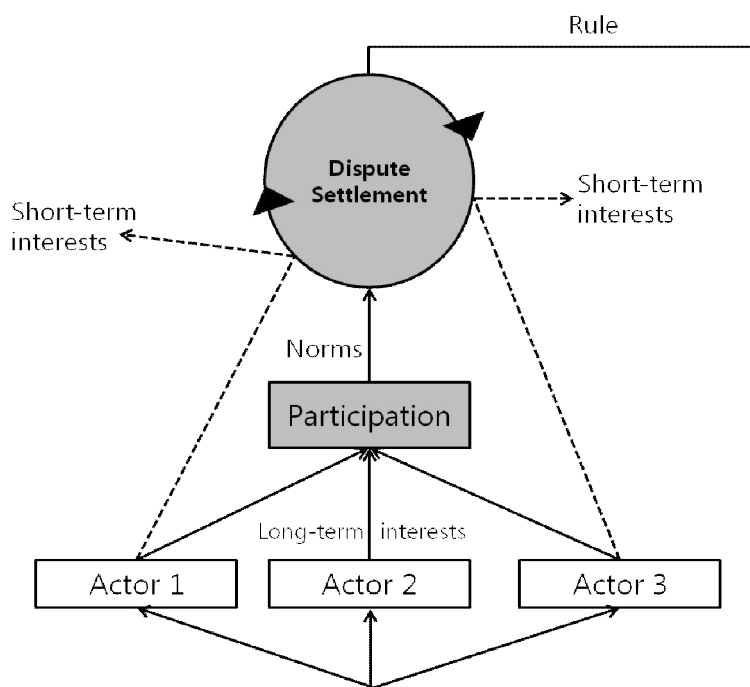 Rule
Dispute
Settlement
Short-term
interests
Short-term
interests
Norms
Participation
Long-term interests
Actor 1
Actor 2
Actor 3